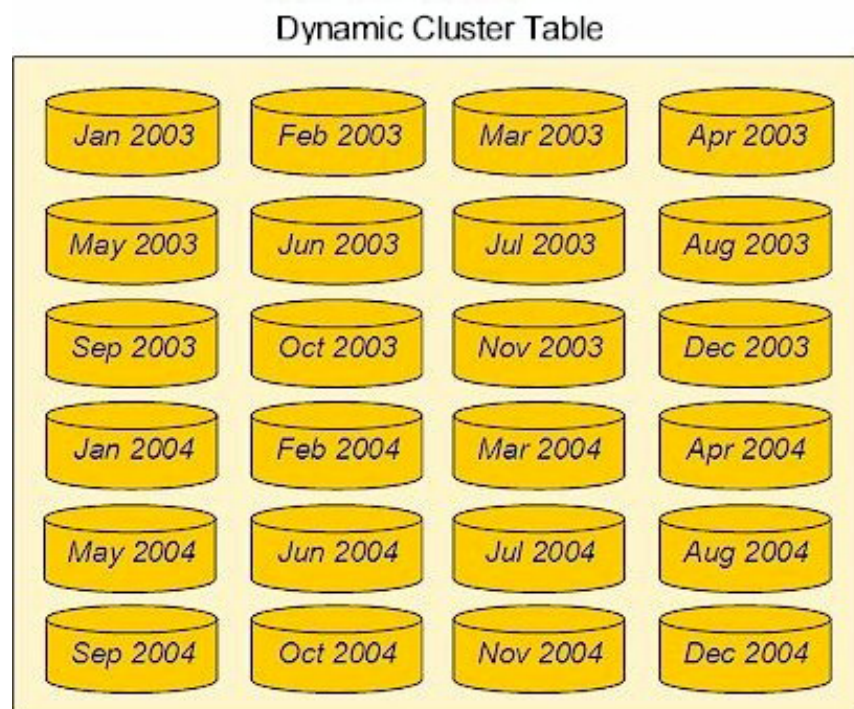 Dynamic Cluster Table
Jan 2003 Feb 2003 Mar 2003 Apr 2003
May 2003 Jun 2003 Jul 2003 Aug 2003
Sep 2003 Oct 2003 Nov 2003 Dec 2003
Jan 2004 Feb 2004 Mar 2004 Apr 2004
May 2004 Jun 2004 Jul 2004 Aug 2004
Sep 2004 Oct 2004 Nov 2004 Dec 2004